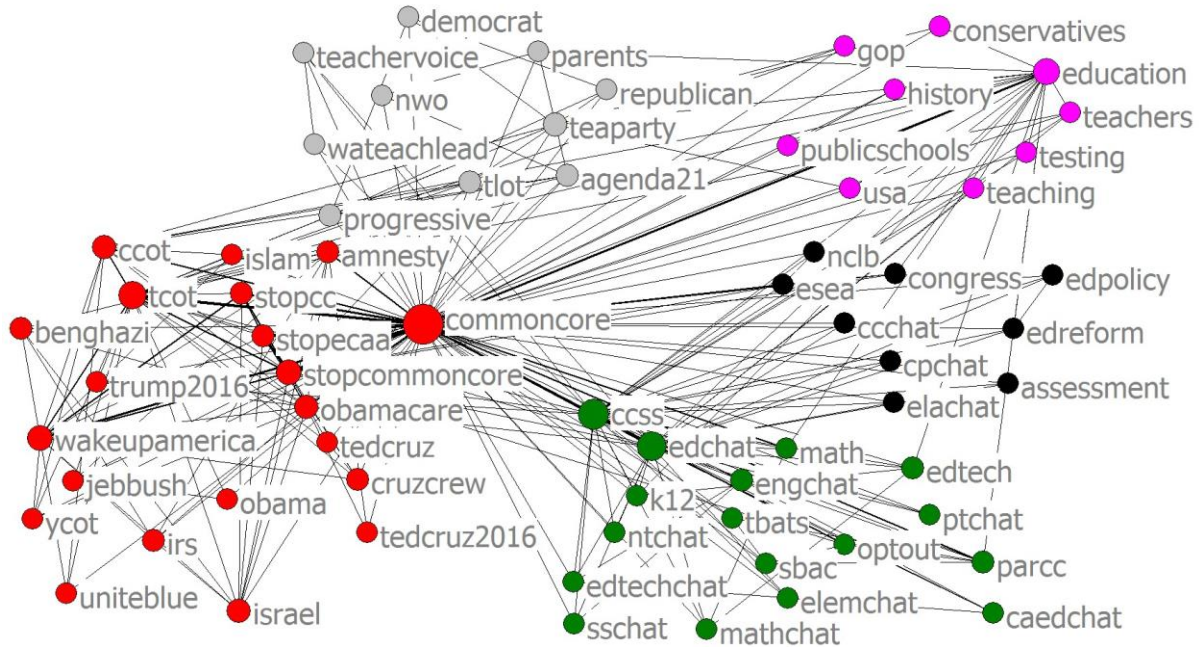 democrat
conservatives
teachervoice
parents
gop
education
nwo
republican
history
teachers
teaparty
wateachlead
publicschools
testing
tlot
agenda21
usa
teaching
progressive
ccot
islam
amnesty
nclb
congress
edpolicy
tcot
stopcc
esea
benghazi
stopecaa
commoncore
ccchat
edreform
trump2016
stopcommoncore
cpchat
assessment
obamacare
ccss
elachat
wakeupamerica
tedcruz
edchat
math
edtech
jebbush
cruzcrew
engchat
obama
k12
ycot
tbats
ptchat
irs
tedcruz2016
ntchat
optout
sbac
parcc
uniteblue
edtechchat
israel
elemchat
caedchat
sschat
mathchat